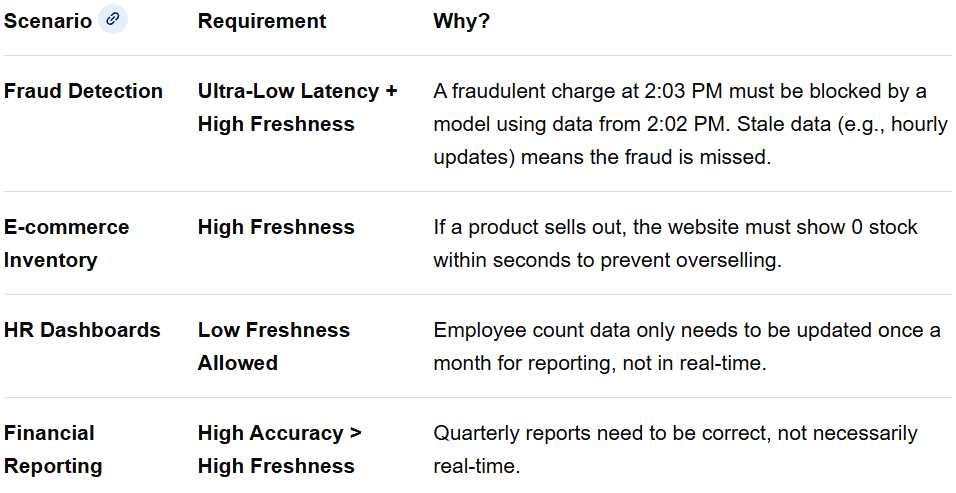 Scenario Requirement Why?
Fraud Detection Ultra-Low Latency + A fraudulent charge at 2:03 PM must be blocked by a
High Freshness model using data from 2:02 PM. Stale data (e.g., hourly
updates) means the fraud is missed.
E-commerce High Freshness If a product sells out, the website must show 0 stock
Inventory within seconds to prevent overselling.
HR Dashboards Low Freshness Employee count data only needs to be updated once a
Allowed month for reporting, not in real-time.
Financial High Accuracy > Quarterly reports need to be correct, not necessarily
Reporting High Freshness real-time.